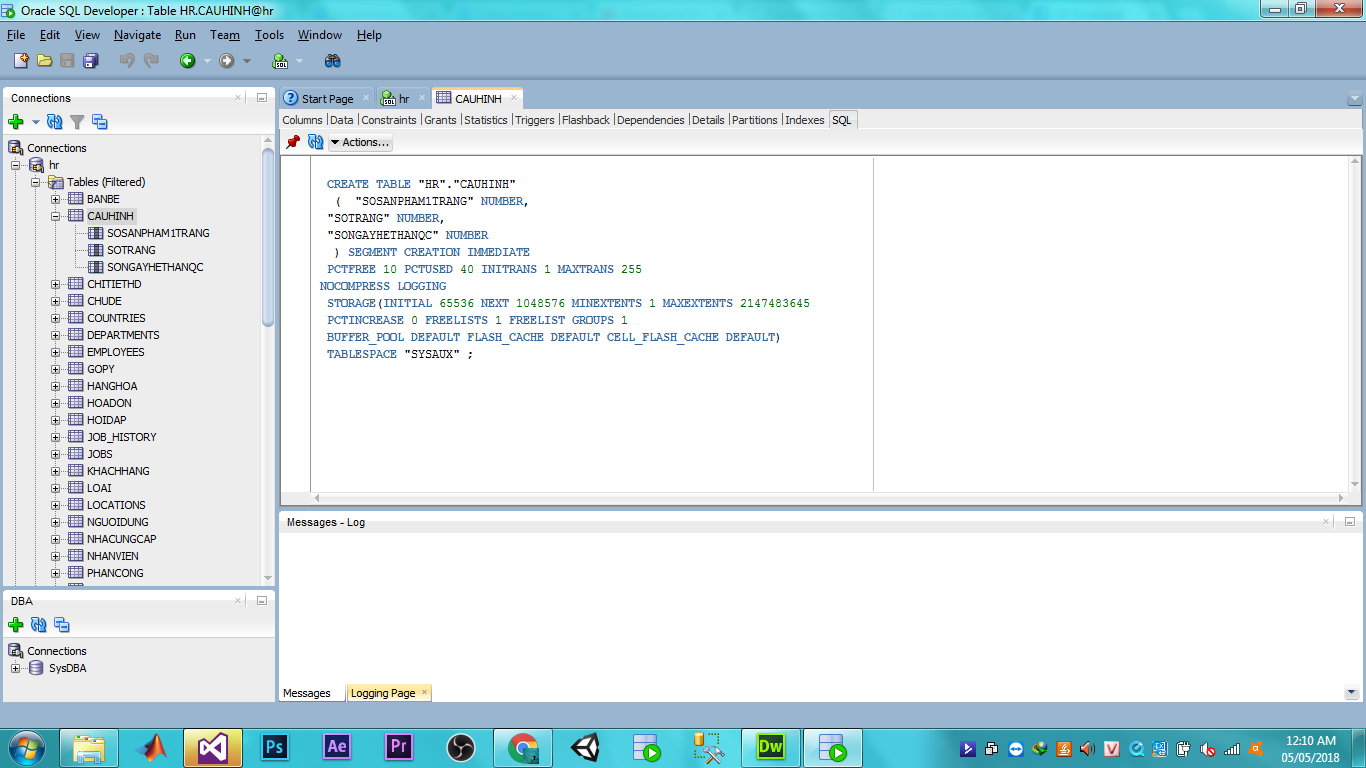 Oracle SQL Developer : Table HR.CAUHINH@hr
File Edit View Navigate Run Team Tools Window Help
Connections
Connections
hr
Tables (Filtered)
BANBE
CAUHINH
SOSANPHAM1TRANG
SOTRANG
SONGAYHETHANQC
CHITIETHD
CHUDE
COUNTRIES
DEPARTMENTS
EMPLOYEES
GOPY
HANGHOA
HOADON
HOIDAP
JOB_HISTORY
JOBS
KHACHHANG
LOAI
LOCATIONS
NGUOIDUNG
NHACUNGCAP
NHANVIEN
PHANCONG
DBA
Connections
SysDBA
Start Page hr CAUHINH
Columns Data Constraints Grants Statistics Triggers Flashback Dependencies Details Partitions Indexes SQL
Actions...
CREATE TABLE "HR"."CAUHINH"
( "SOSANPHAM1TRANG" NUMBER,
"SOTRANG" NUMBER,
"SONGAYHETHANQC" NUMBER
) SEGMENT CREATION IMMEDIATE
PCTFREE 10 PCTUSED 40 INITRANS 1 MAXTRANS 255
NOCOMPRESS LOGGING
STORAGE(INITIAL 65536 NEXT 1048576 MINEXTENTS 1 MAXEXTENTS 2147483645
PCTINCREASE 0 FREELISTS 1 FREELIST GROUPS 1
BUFFER_POOL DEFAULT FLASH_CACHE DEFAULT CELL_FLASH_CACHE DEFAULT)
TABLESPACE "SYSAUX" ;
Messages - Log
Messages Logging Page
Ps Ae Pr Dw
12:10 AM
05/05/2018